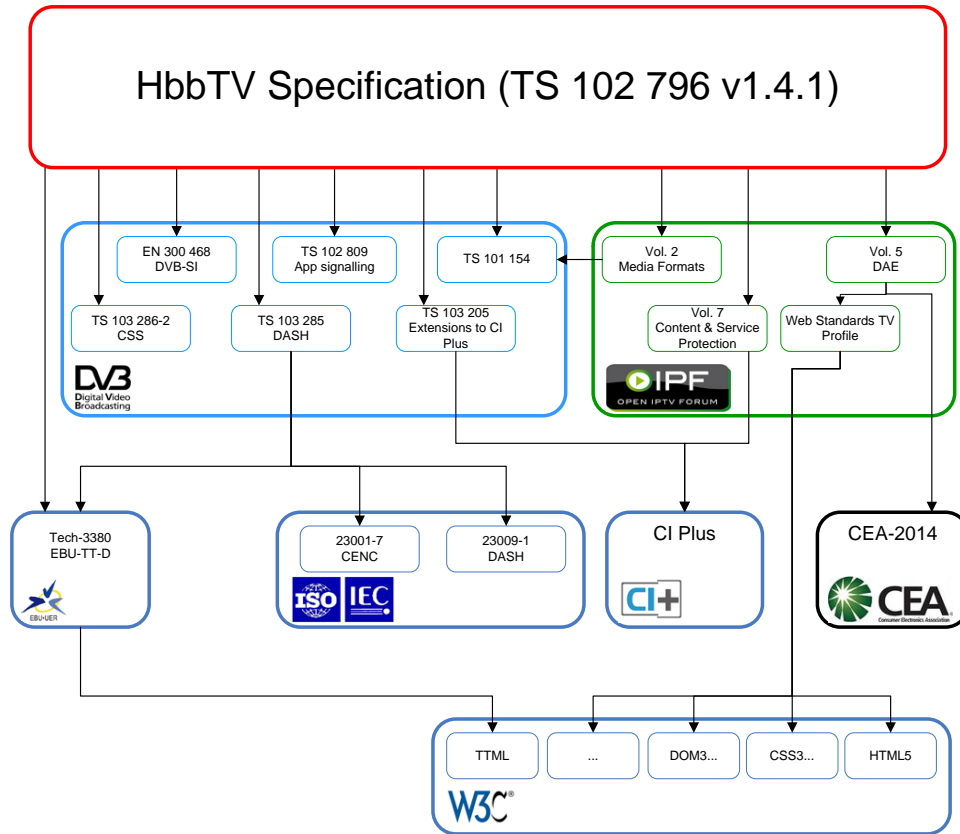 HbbTV Specification (TS 102 796 v1.4.1)
EN 300 468
DVB-SI
TS 102 809
App signalling
TS 101 154
Vol. 2
Media Formats
Vol. 5
DAE
TS 103 286-2
CSS
TS 103 285
DASH
TS 103 205
Extensions to CI
Plus
Vol. 7
Content & Service
Protection
Web Standards TV
Profile
DVB
Digital Video
Broadcasting
OIPF
OPEN IPTV FORUM
Tech-3380
EBU-TT-D
EBU•UER
23001-7
CENC
23009-1
DASH
ISO
IEC
CI Plus
CI+
CEA-2014
CEA
Consumer Electronics Association
TTML
...
DOM3...
CSS3...
HTML5
W3C®